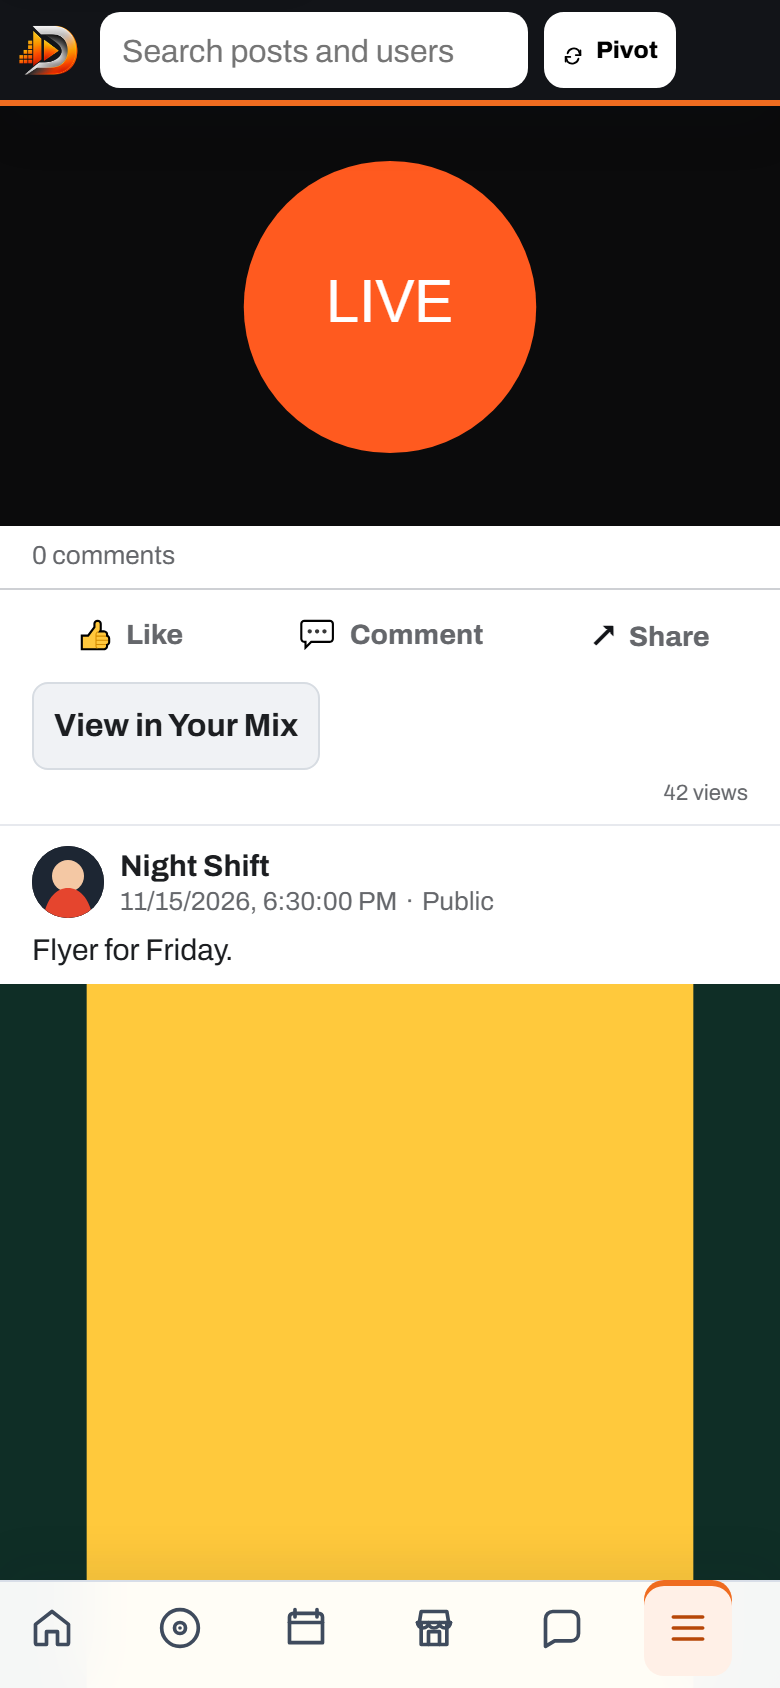 Search posts and users
Pivot
LIVE
0 comments
Like
Comment
Share
View in Your Mix
42 views
Night Shift
11/15/2026, 6:30:00 PM · Public
Flyer for Friday.